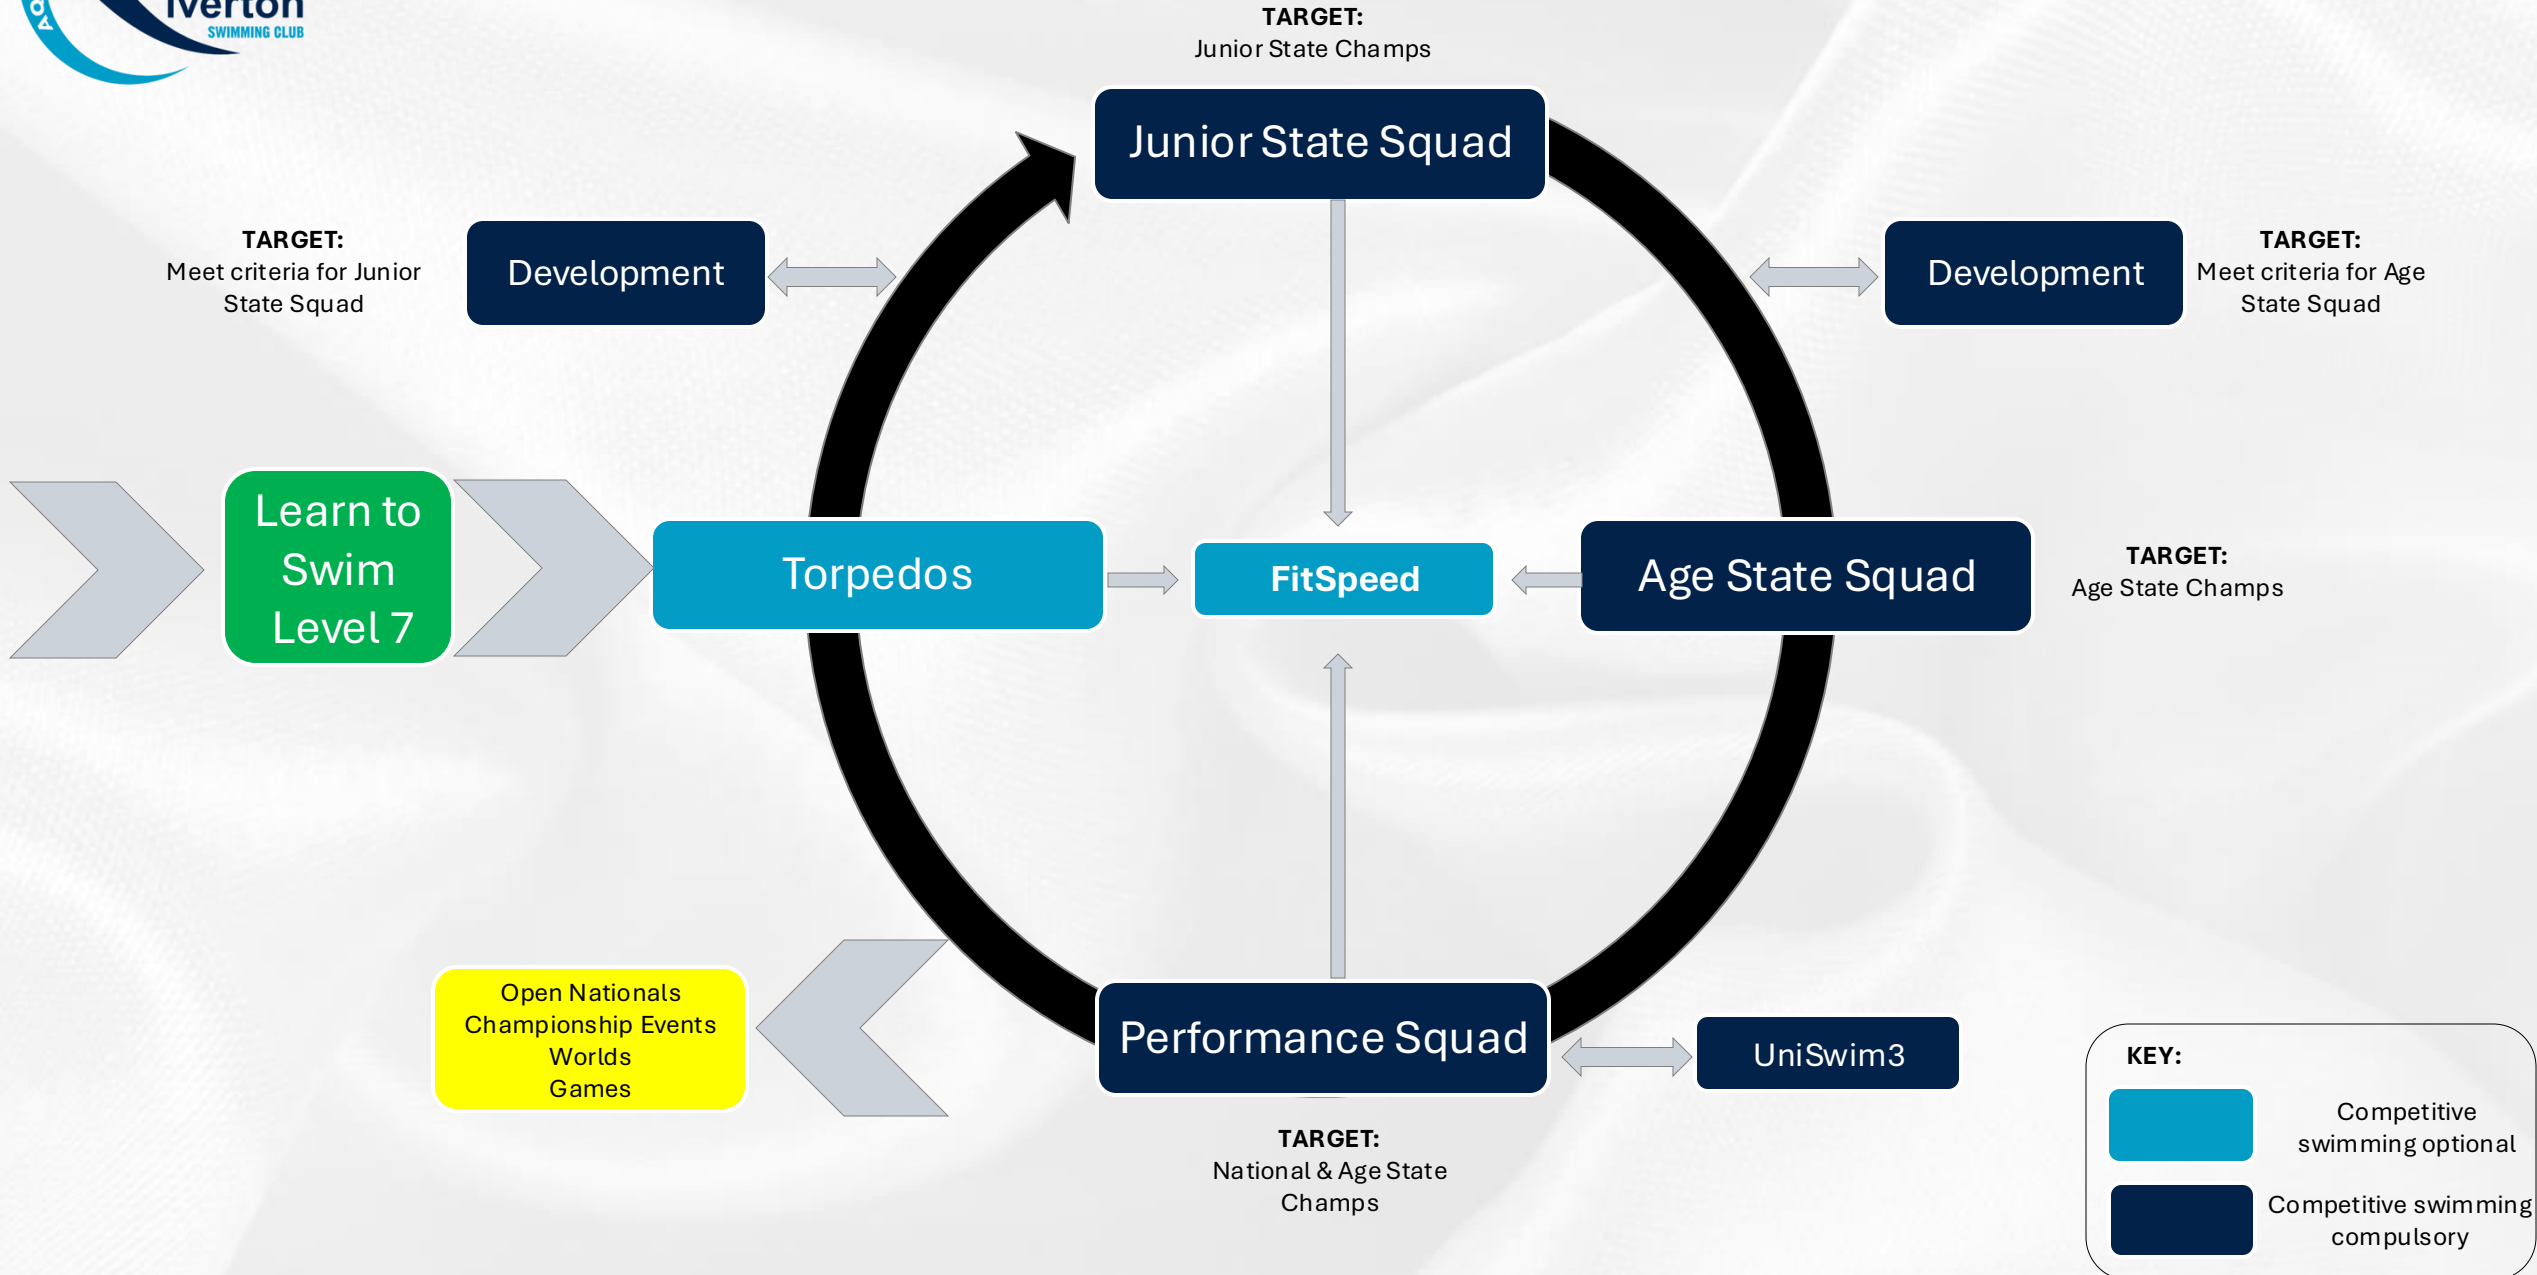 SWIMMING CLUB
TARGET:
Junior State Champs
Junior State Squad
TARGET:
Meet criteria for Junior
State Squad
Development
Development
TARGET:
Meet criteria for Age
State Squad
Learn to
Swim
Level 7
Torpedos
FitSpeed
Age State Squad
TARGET:
Age State Champs
Open Nationals
Championship Events
Worlds
Games
Performance Squad
UniSwim3
TARGET:
National & Age State
Champs
KEY:
Competitive
swimming optional
Competitive swimming
compulsory